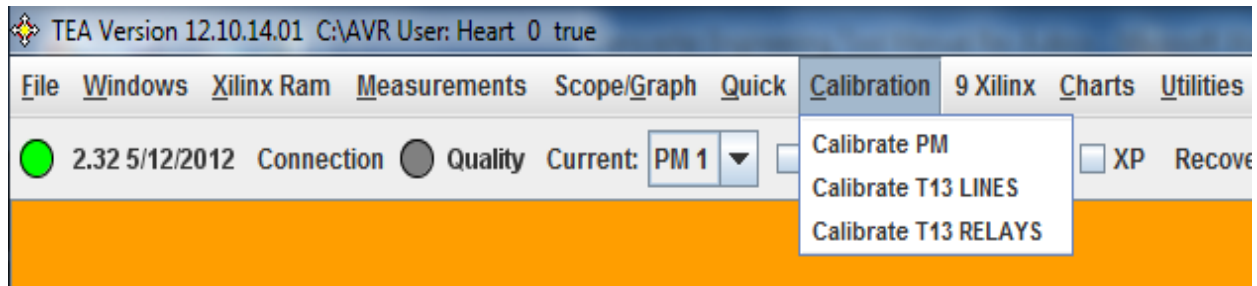 TEA Version 12.10.14.01 C:\AVR User: Heart 0 true
File Windows Xilinx Ram Measurements Scope/Graph Quick Calibration 9 Xilinx Charts Utilities
2.32 5/12/2012 Connection Quality Current: PM 1 XP Recove
Calibrate PM
Calibrate T13 LINES
Calibrate T13 RELAYS